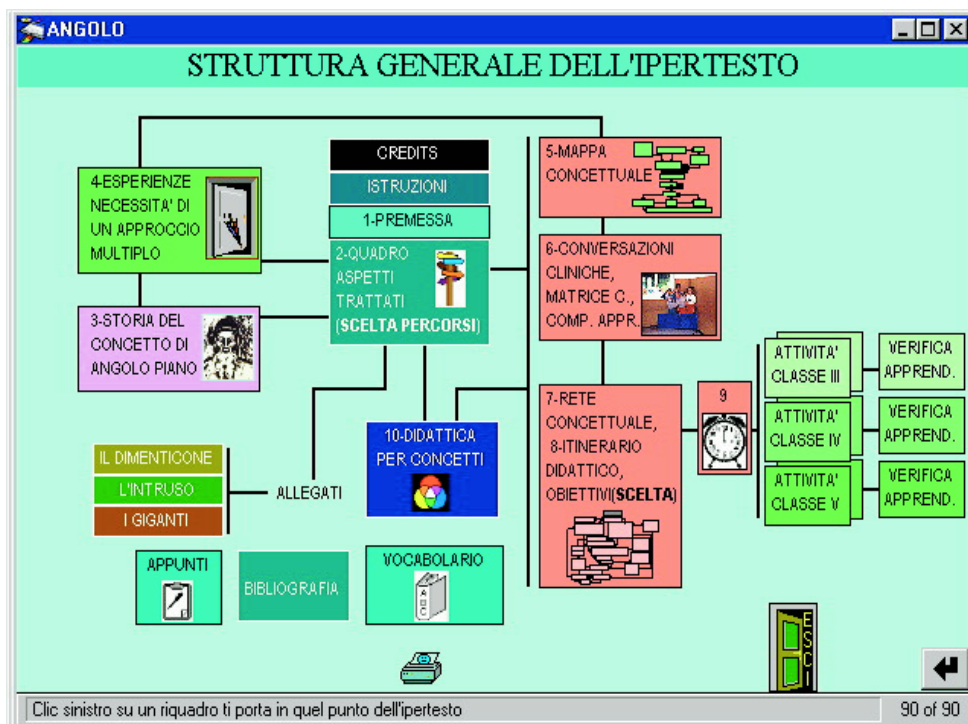 ANGOLO
STRUTTURA GENERALE DELL'IPERTESTO
CREDITS
ISTRUZIONI
1-PREMESSA
2-QUADRO
ASPETTI
TRATTATI
(SCELTA PERCORSI)
4-ESPERIENZE
NECESSITA' DI
UN APPROCCIO
MULTIPLO
3-STORIA DEL
CONCETTO DI
ANGOLO PIANO
5-MAPPA
CONCETTUALE
6-CONVERSAZIONI
CLINICHE,
MATRICE C.,
COMP. APPR.
7-RETE
CONCETTUALE,
8-ITINERARIO
DIDATTICO,
OBIETTIVI(SCELTA)
9
ATTIVITA'
CLASSE III
VERIFICA
APPREND.
ATTIVITA'
CLASSE IV
VERIFICA
APPREND.
ATTIVITA'
CLASSE V
VERIFICA
APPREND.
10-DIDATTICA
PER CONCETTI
IL DIMENTICONE
L'INTRUSO
I GIGANTI
ALLEGATI
APPUNTI
BIBLIOGRAFIA
VOCABOLARIO
ABC
ESCI
Clic sinistro su un riquadro ti porta in quel punto dell'ipertesto
90 of 90